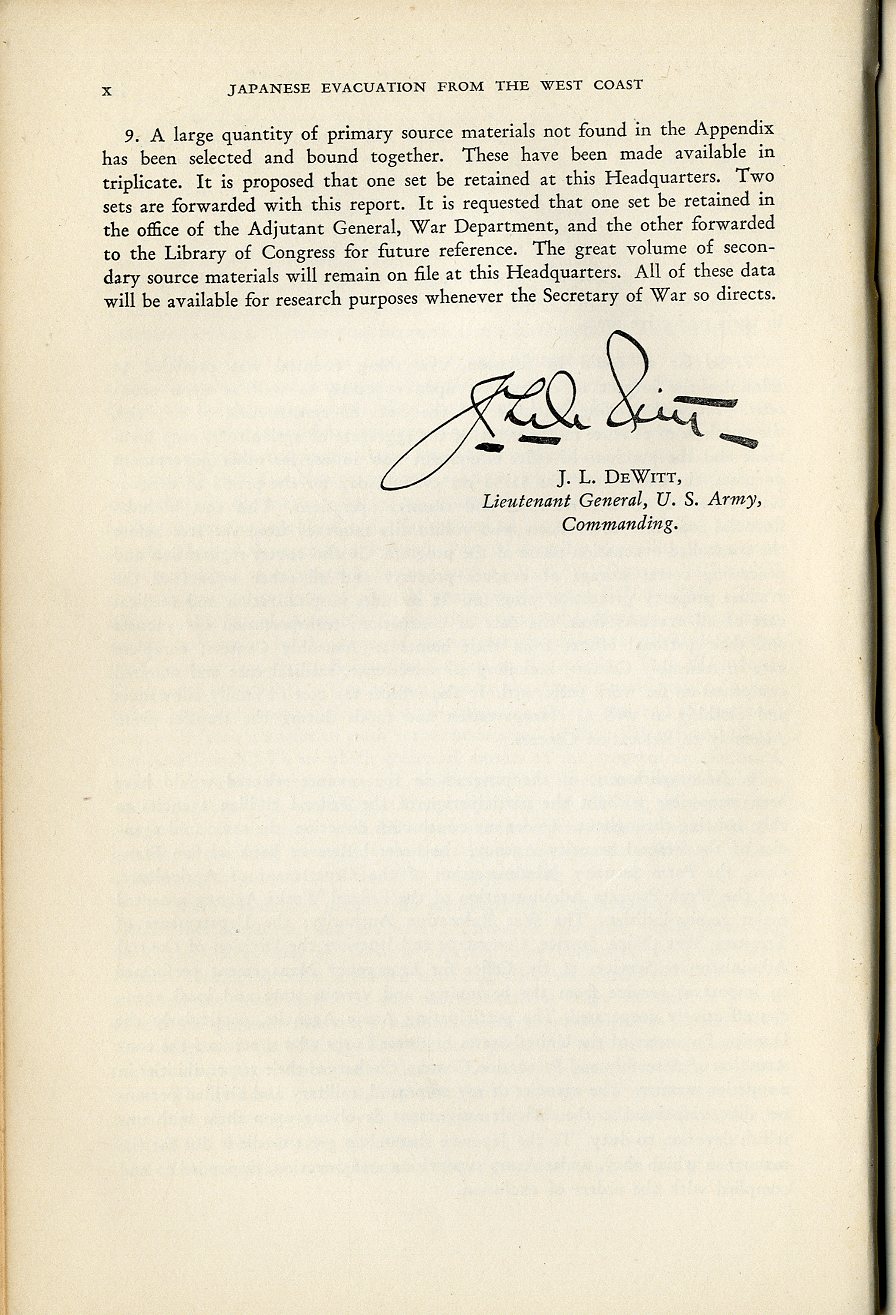 x JAPANESE EVACUATION FROM THE WEST COAST
9. A large quantity of primary source materials not found in the Appendix
has been selected and bound together. These have been made available in
triplicate. It is proposed that one set be retained at this Headquarters. Two
sets are forwarded with this report. It is requested that one set be retained in
the office of the Adjutant General, War Department, and the other forwarded
to the Library of Congress for future reference. The great volume of secon-
dary source materials will remain on file at this Headquarters. All of these data
will be available for research purposes whenever the Secretary of War so directs.
J. L. DeWitt
J. L. DEWITT,
Lieutenant General, U. S. Army,
Commanding.